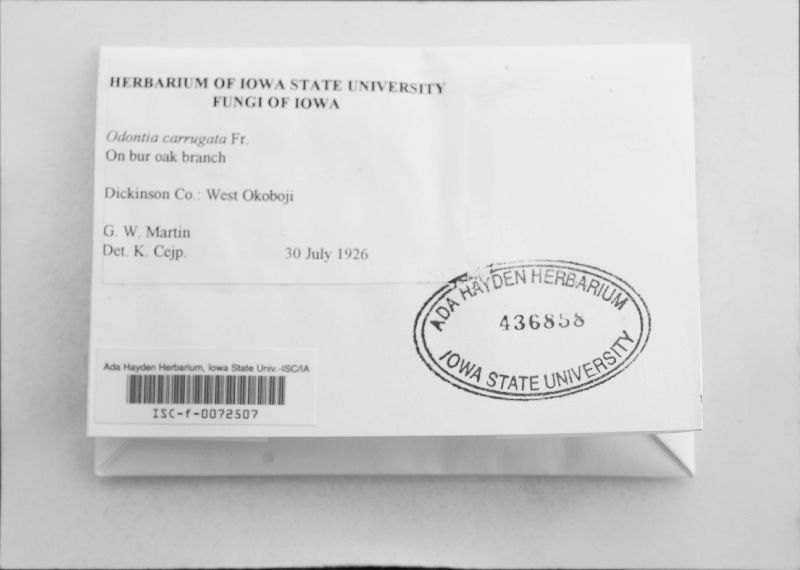 HERBARIUM OF IOWA STATE UNIVERSITY
FUNGI OF IOWA
Odontia carrugata Fr.
On bur oak branch
Dickinson Co.: West Okoboji
G. W. Martin
Det. K. Cejp. 30 July 1926
ADA HAYDEN HERBARIUM
436858
IOWA STATE UNIVERSITY
Ada Hayden Herbarium, Iowa State Univ.-ISC/IA
ISC-f-0072507